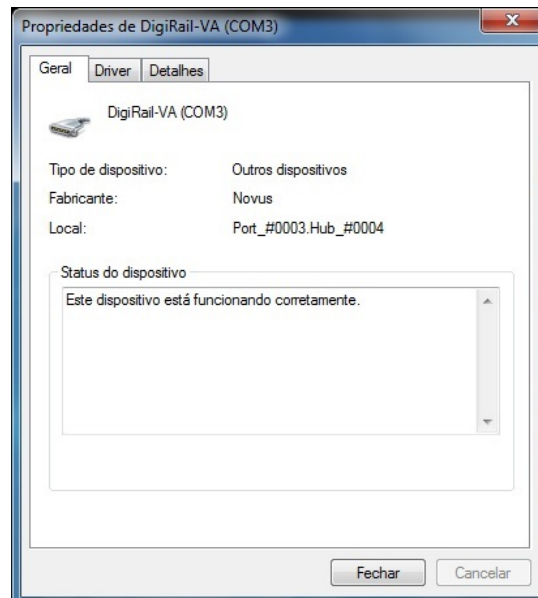 Propriedades de DigiRail-VA (COM3)
Geral Driver Detalhes
DigiRail-VA (COM3)
Tipo de dispositivo: Outros dispositivos
Fabricante: Novus
Local: Port_#0003.Hub_#0004
Status do dispositivo
Este dispositivo está funcionando corretamente.
Fechar Cancelar